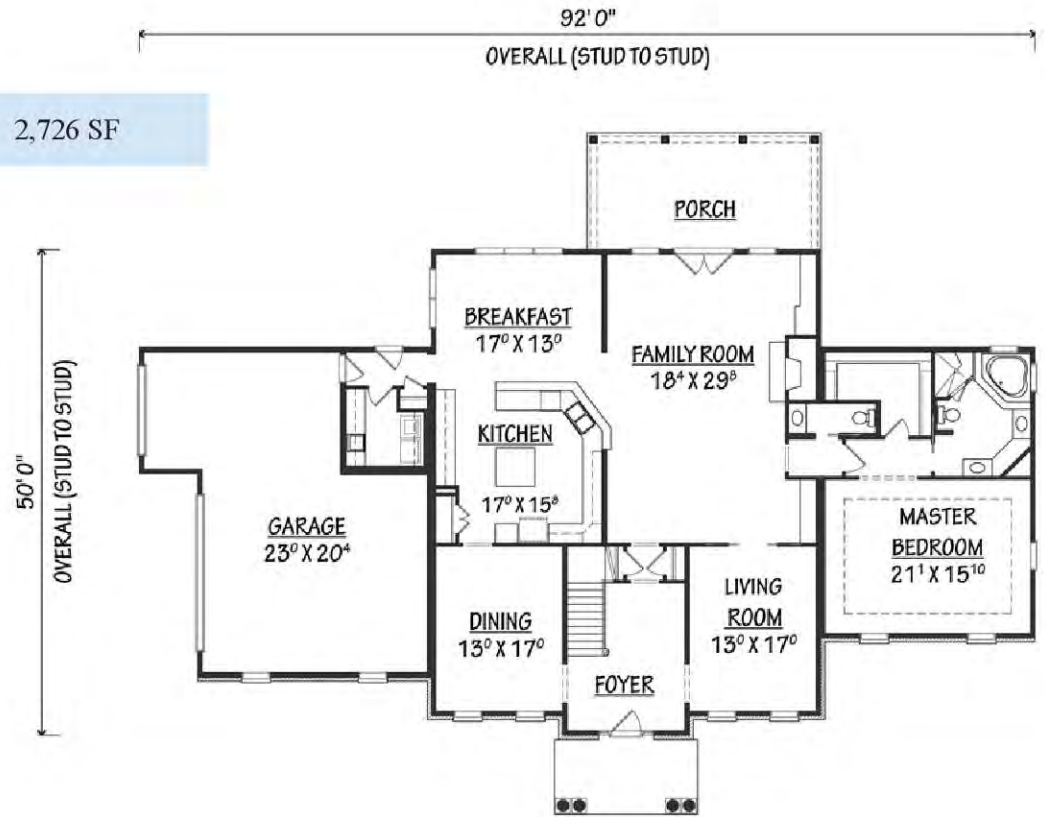 92'0"
OVERALL (STUD TO STUD)
2,726 SF
PORCH
50'0"
OVERALL (STUD TO STUD)
BREAKFAST
17⁰ X 13⁰
FAMILY ROOM
18⁴ X 29⁸
KITCHEN
17⁰ X 15⁸
GARAGE
23⁰ X 20⁴
MASTER
BEDROOM
21¹ X 15¹⁰
DINING
13⁰ X 17⁰
FOYER
LIVING
ROOM
13⁰ X 17⁰